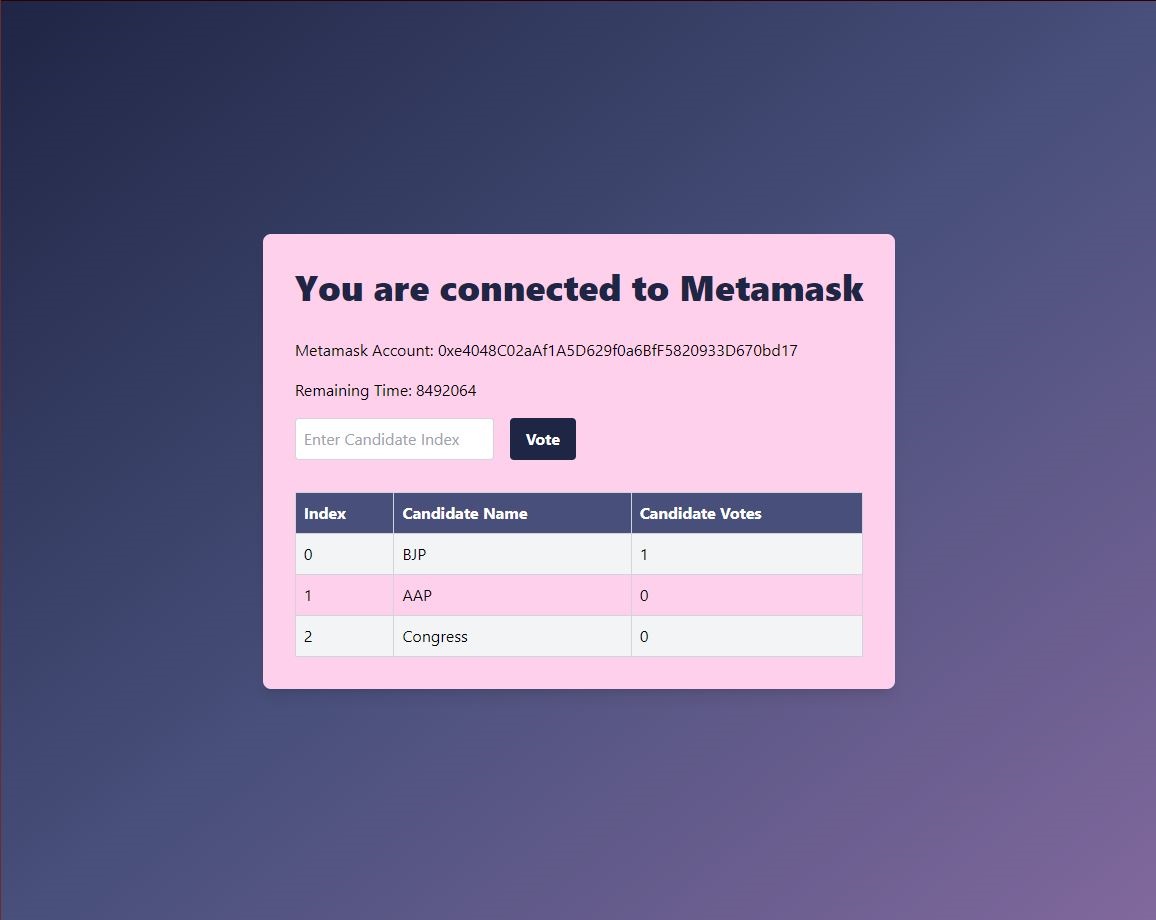 You are connected to Metamask
Metamask Account: 0xe4048C02aAf1A5D629f0a6BfF5820933D670bd17
Remaining Time: 8492064
Enter Candidate Index Vote
Index Candidate Name Candidate Votes
0 BJP 1
1 AAP 0
2 Congress 0